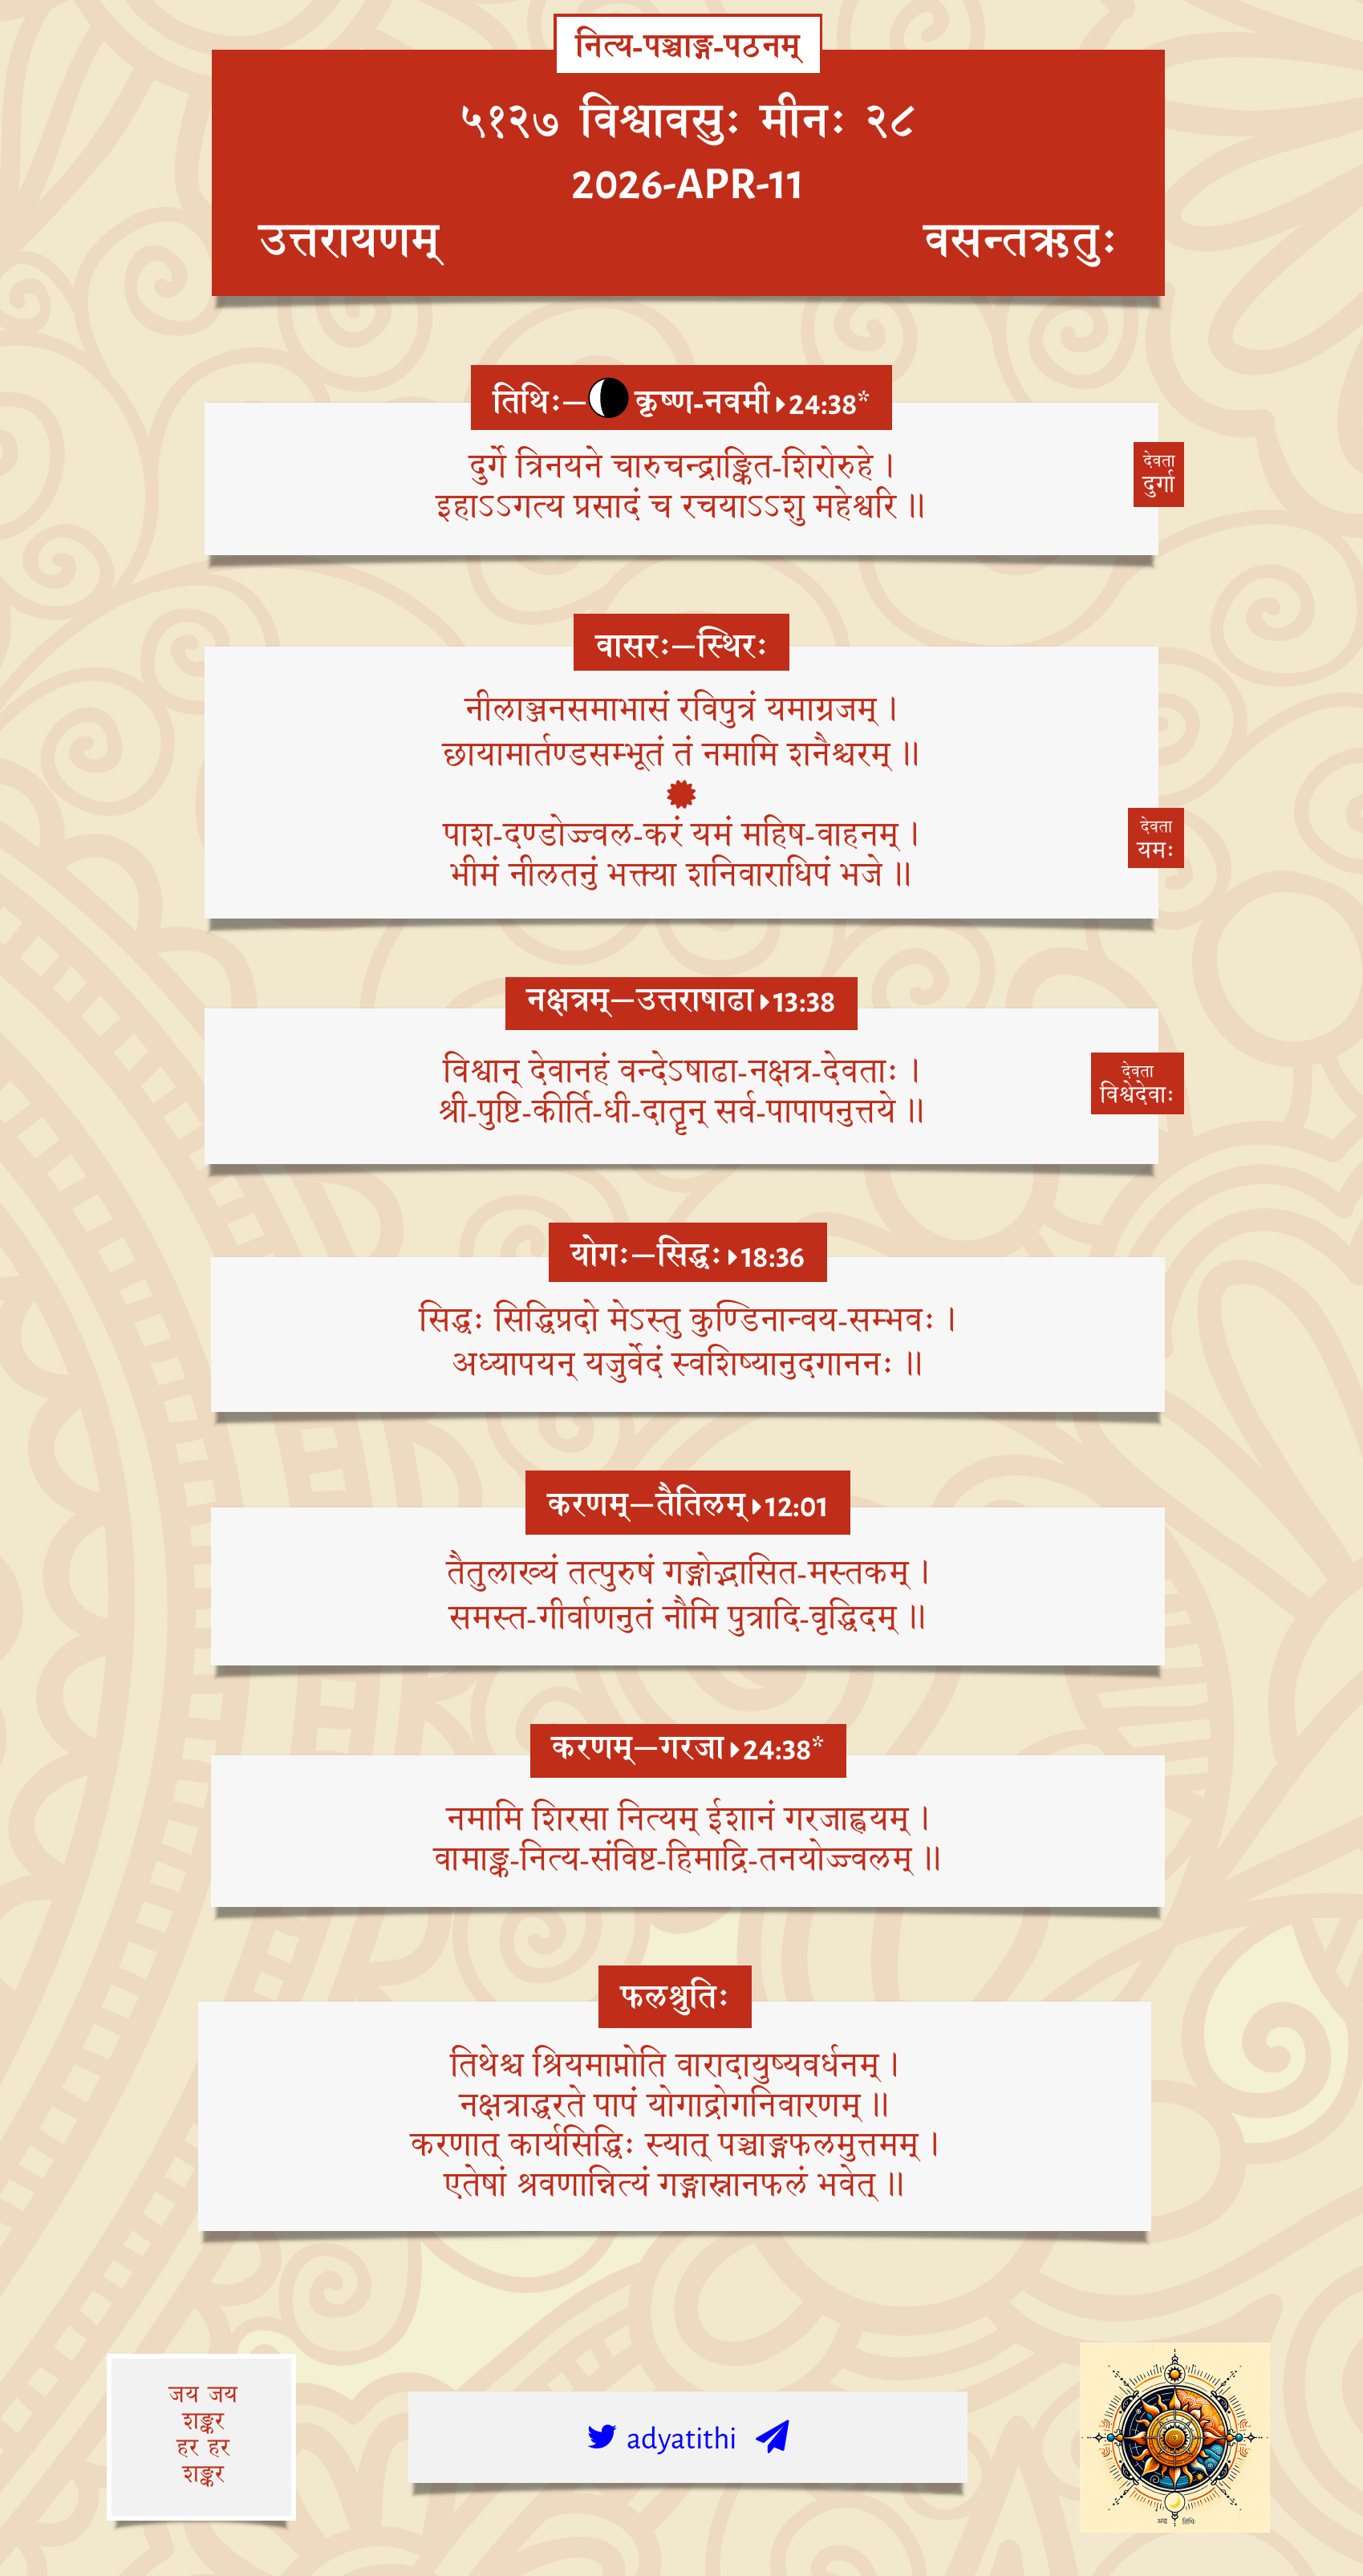 नित्य-पञ्चाङ्ग-पठनम्
५१२७ विश्वावसुः मीनः २८
2026-APR-11
उत्तरायणम् वसन्तऋतुः
तिथिः—कृष्ण-नवमी 24:38*
दुर्गे त्रिनयने चारुचन्द्राङ्कित-शिरोरुहे ।
इहाऽऽगत्य प्रसादं च रचयाऽऽशु महेश्वरि ॥
देवता
दुर्गा
वासरः—स्थिरः
नीलाञ्जनसमाभासं रविपुत्रं यमाग्रजम् ।
छायामार्तण्डसम्भूतं तं नमामि शनैश्चरम् ॥
पाश-दण्डोज्ज्वल-करं यमं महिष-वाहनम् ।
भीमं नीलतनुं भक्त्या शनिवाराधिपं भजे ॥
देवता
यमः
नक्षत्रम्—उत्तराषाढा 13:38
विश्वान् देवानहं वन्देऽषाढा-नक्षत्र-देवताः ।
श्री-पुष्टि-कीर्ति-धी-दातॄन् सर्व-पापापनुत्तये ॥
देवता
विश्वेदेवाः
योगः—सिद्धः 18:36
सिद्धः सिद्धिप्रदो मेऽस्तु कुण्डिनान्वय-सम्भवः ।
अध्यापयन् यजुर्वेदं स्वशिष्यानुदगाननः ॥
करणम्—तैतिलम् 12:01
तैतुलाख्यं तत्पुरुषं गङ्गोद्भासित-मस्तकम् ।
समस्त-गीर्वाणनुतं नौमि पुत्रादि-वृद्धिदम् ॥
करणम्—गरजा 24:38*
नमामि शिरसा नित्यम् ईशानं गरजाह्वयम् ।
वामाङ्क-नित्य-संविष्ट-हिमाद्रि-तनयोज्ज्वलम् ॥
फलश्रुतिः
तिथेश्च श्रियमाप्नोति वारादायुष्यवर्धनम् ।
नक्षत्राद्धरते पापं योगाद्रोगनिवारणम् ॥
करणात् कार्यसिद्धिः स्यात् पञ्चाङ्गफलमुत्तमम् ।
एतेषां श्रवणान्नित्यं गङ्गास्नानफलं भवेत् ॥
जय जय
शङ्कर
हर हर
शङ्कर
adyatithi
अद्य तिथिः